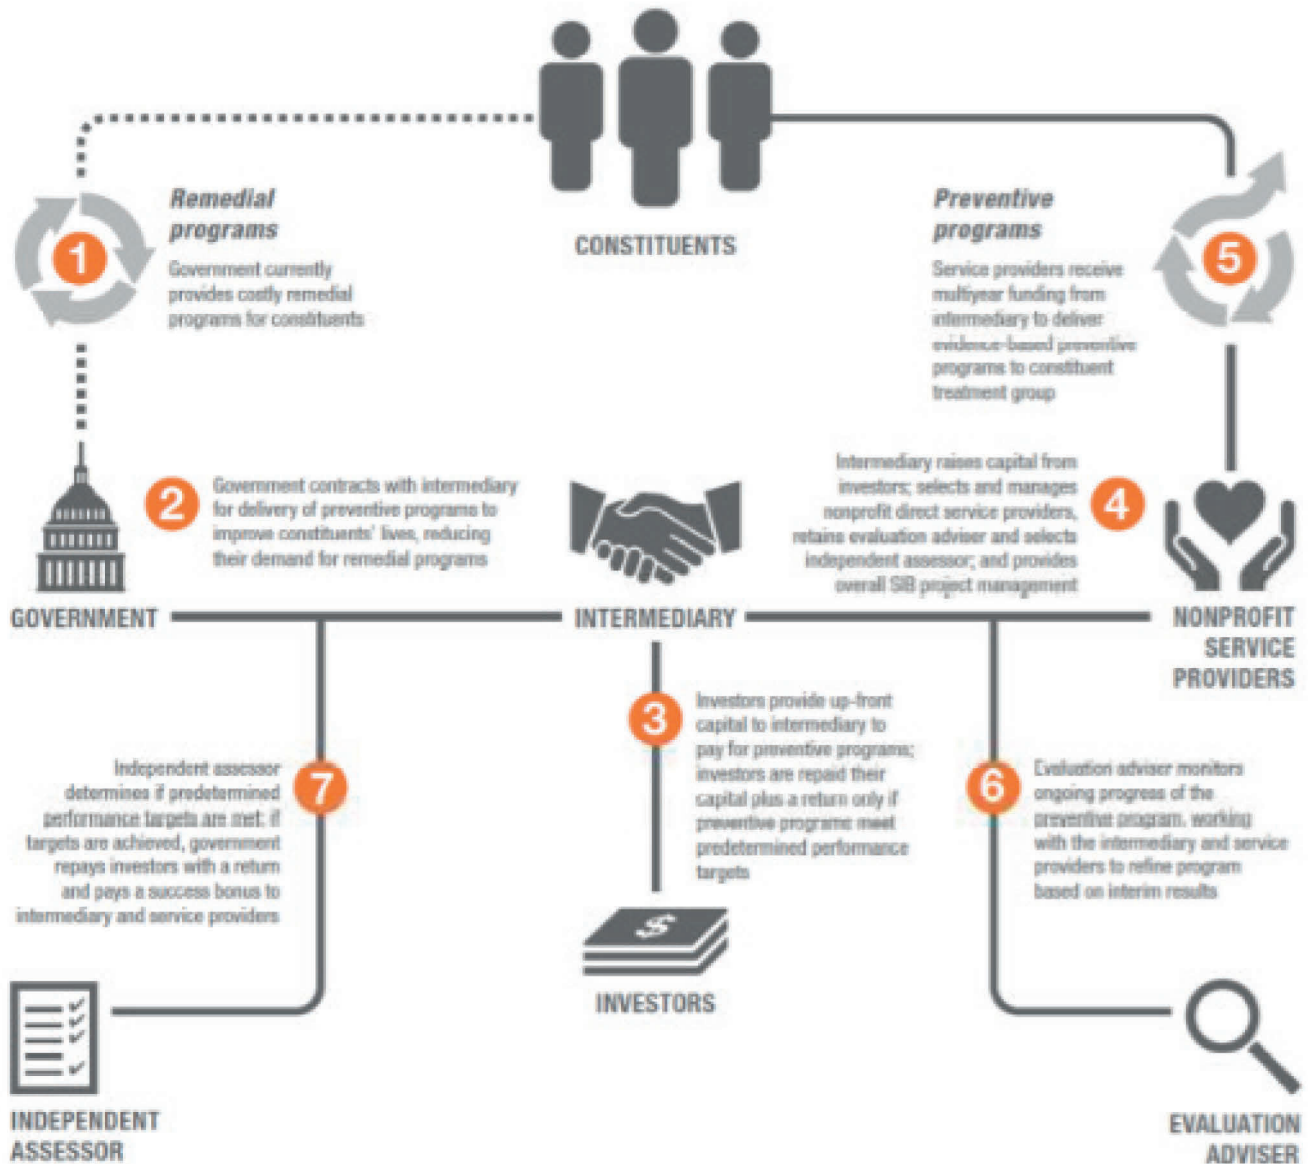 CONSTITUENTS
1
Remedial
programs
Government currently
provides costly remedial
programs for constituents
Preventive
programs
Service providers receive
multiyear funding from
intermediary to deliver
evidence-based preventive
programs to constituent
treatment group
5
2
Government contracts with intermediary
for delivery of preventive programs to
improve constituents' lives, reducing
their demand for remedial programs
Intermediary raises capital from
investors; selects and manages
nonprofit direct service providers,
retains evaluation adviser and selects
independent assessor; and provides
overall SIB project management
4
GOVERNMENT
INTERMEDIARY
NONPROFIT
SERVICE
PROVIDERS
3
Investors provide up-front
capital to intermediary to
pay for preventive programs;
investors are repaid their
capital plus a return only if
preventive programs meet
predetermined performance
targets
Independent assessor
determines if predetermined
performance targets are met; if
targets are achieved, government
repays investors with a return
and pays a success bonus to
intermediary and service providers
7
6
Evaluation adviser monitors
ongoing progress of the
preventive program, working
with the intermediary and service
providers to refine program
based on interim results
$
INVESTORS
INDEPENDENT
ASSESSOR
EVALUATION
ADVISER